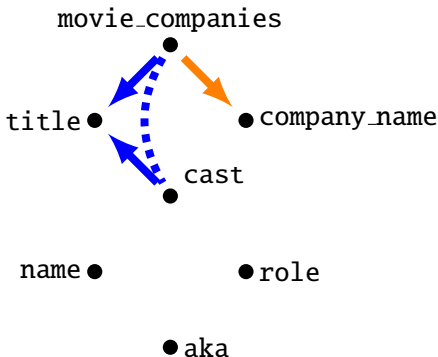 movie_companies
title
company_name
cast
name
role
aka